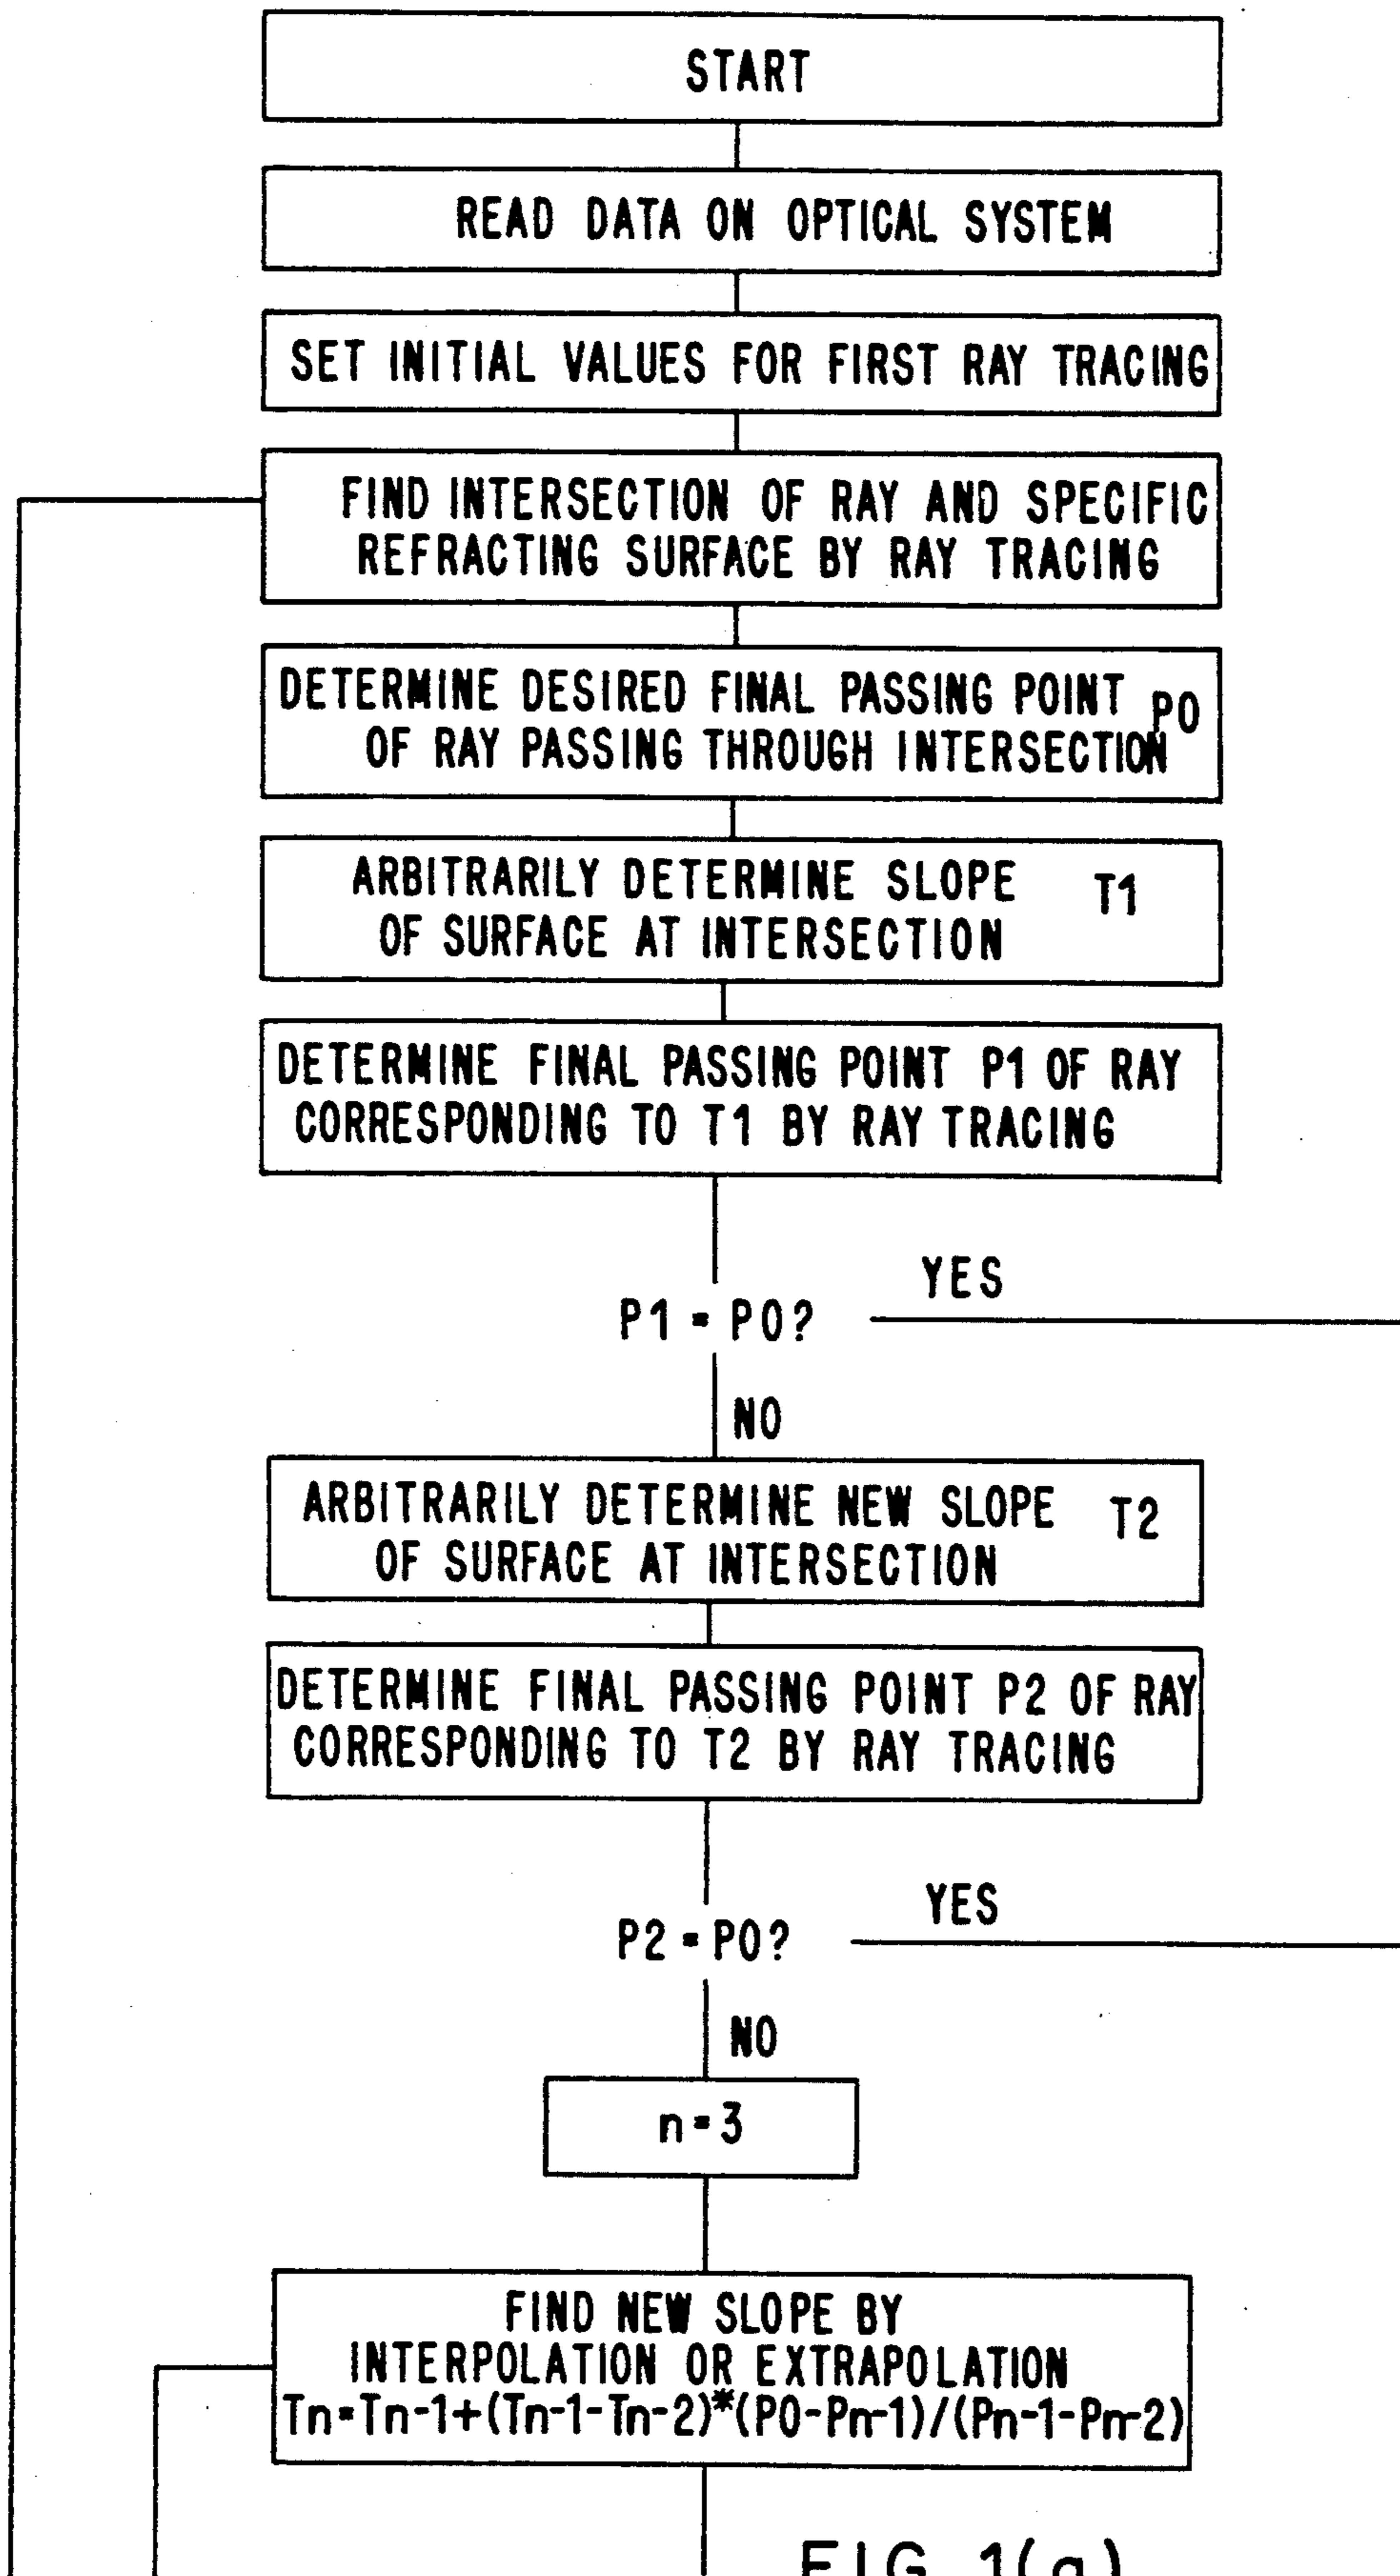 START
READ DATA ON OPTICAL SYSTEM
SET INITIAL VALUES FOR FIRST RAY TRACING
FIND INTERSECTION OF RAY AND SPECIFIC
REFRACTING SURFACE BY RAY TRACING
DETERMINE DESIRED FINAL PASSING POINT P0
OF RAY PASSING THROUGH INTERSECTION
ARBITRARILY DETERMINE SLOPE T1
OF SURFACE AT INTERSECTION
DETERMINE FINAL PASSING POINT P1 OF RAY
CORRESPONDING TO T1 BY RAY TRACING
YES
P1 = P0?
NO
ARBITRARILY DETERMINE NEW SLOPE T2
OF SURFACE AT INTERSECTION
DETERMINE FINAL PASSING POINT P2 OF RAY
CORRESPONDING TO T2 BY RAY TRACING
YES
P2 = P0?
NO
n=3
FIND NEW SLOPE BY
INTERPOLATION OR EXTRAPOLATION
Tn=Tn-1+(Tn-1-Tn-2)*(P0-Pn-1)/(Pn-1-Pn-2)
FIG. 1(a)